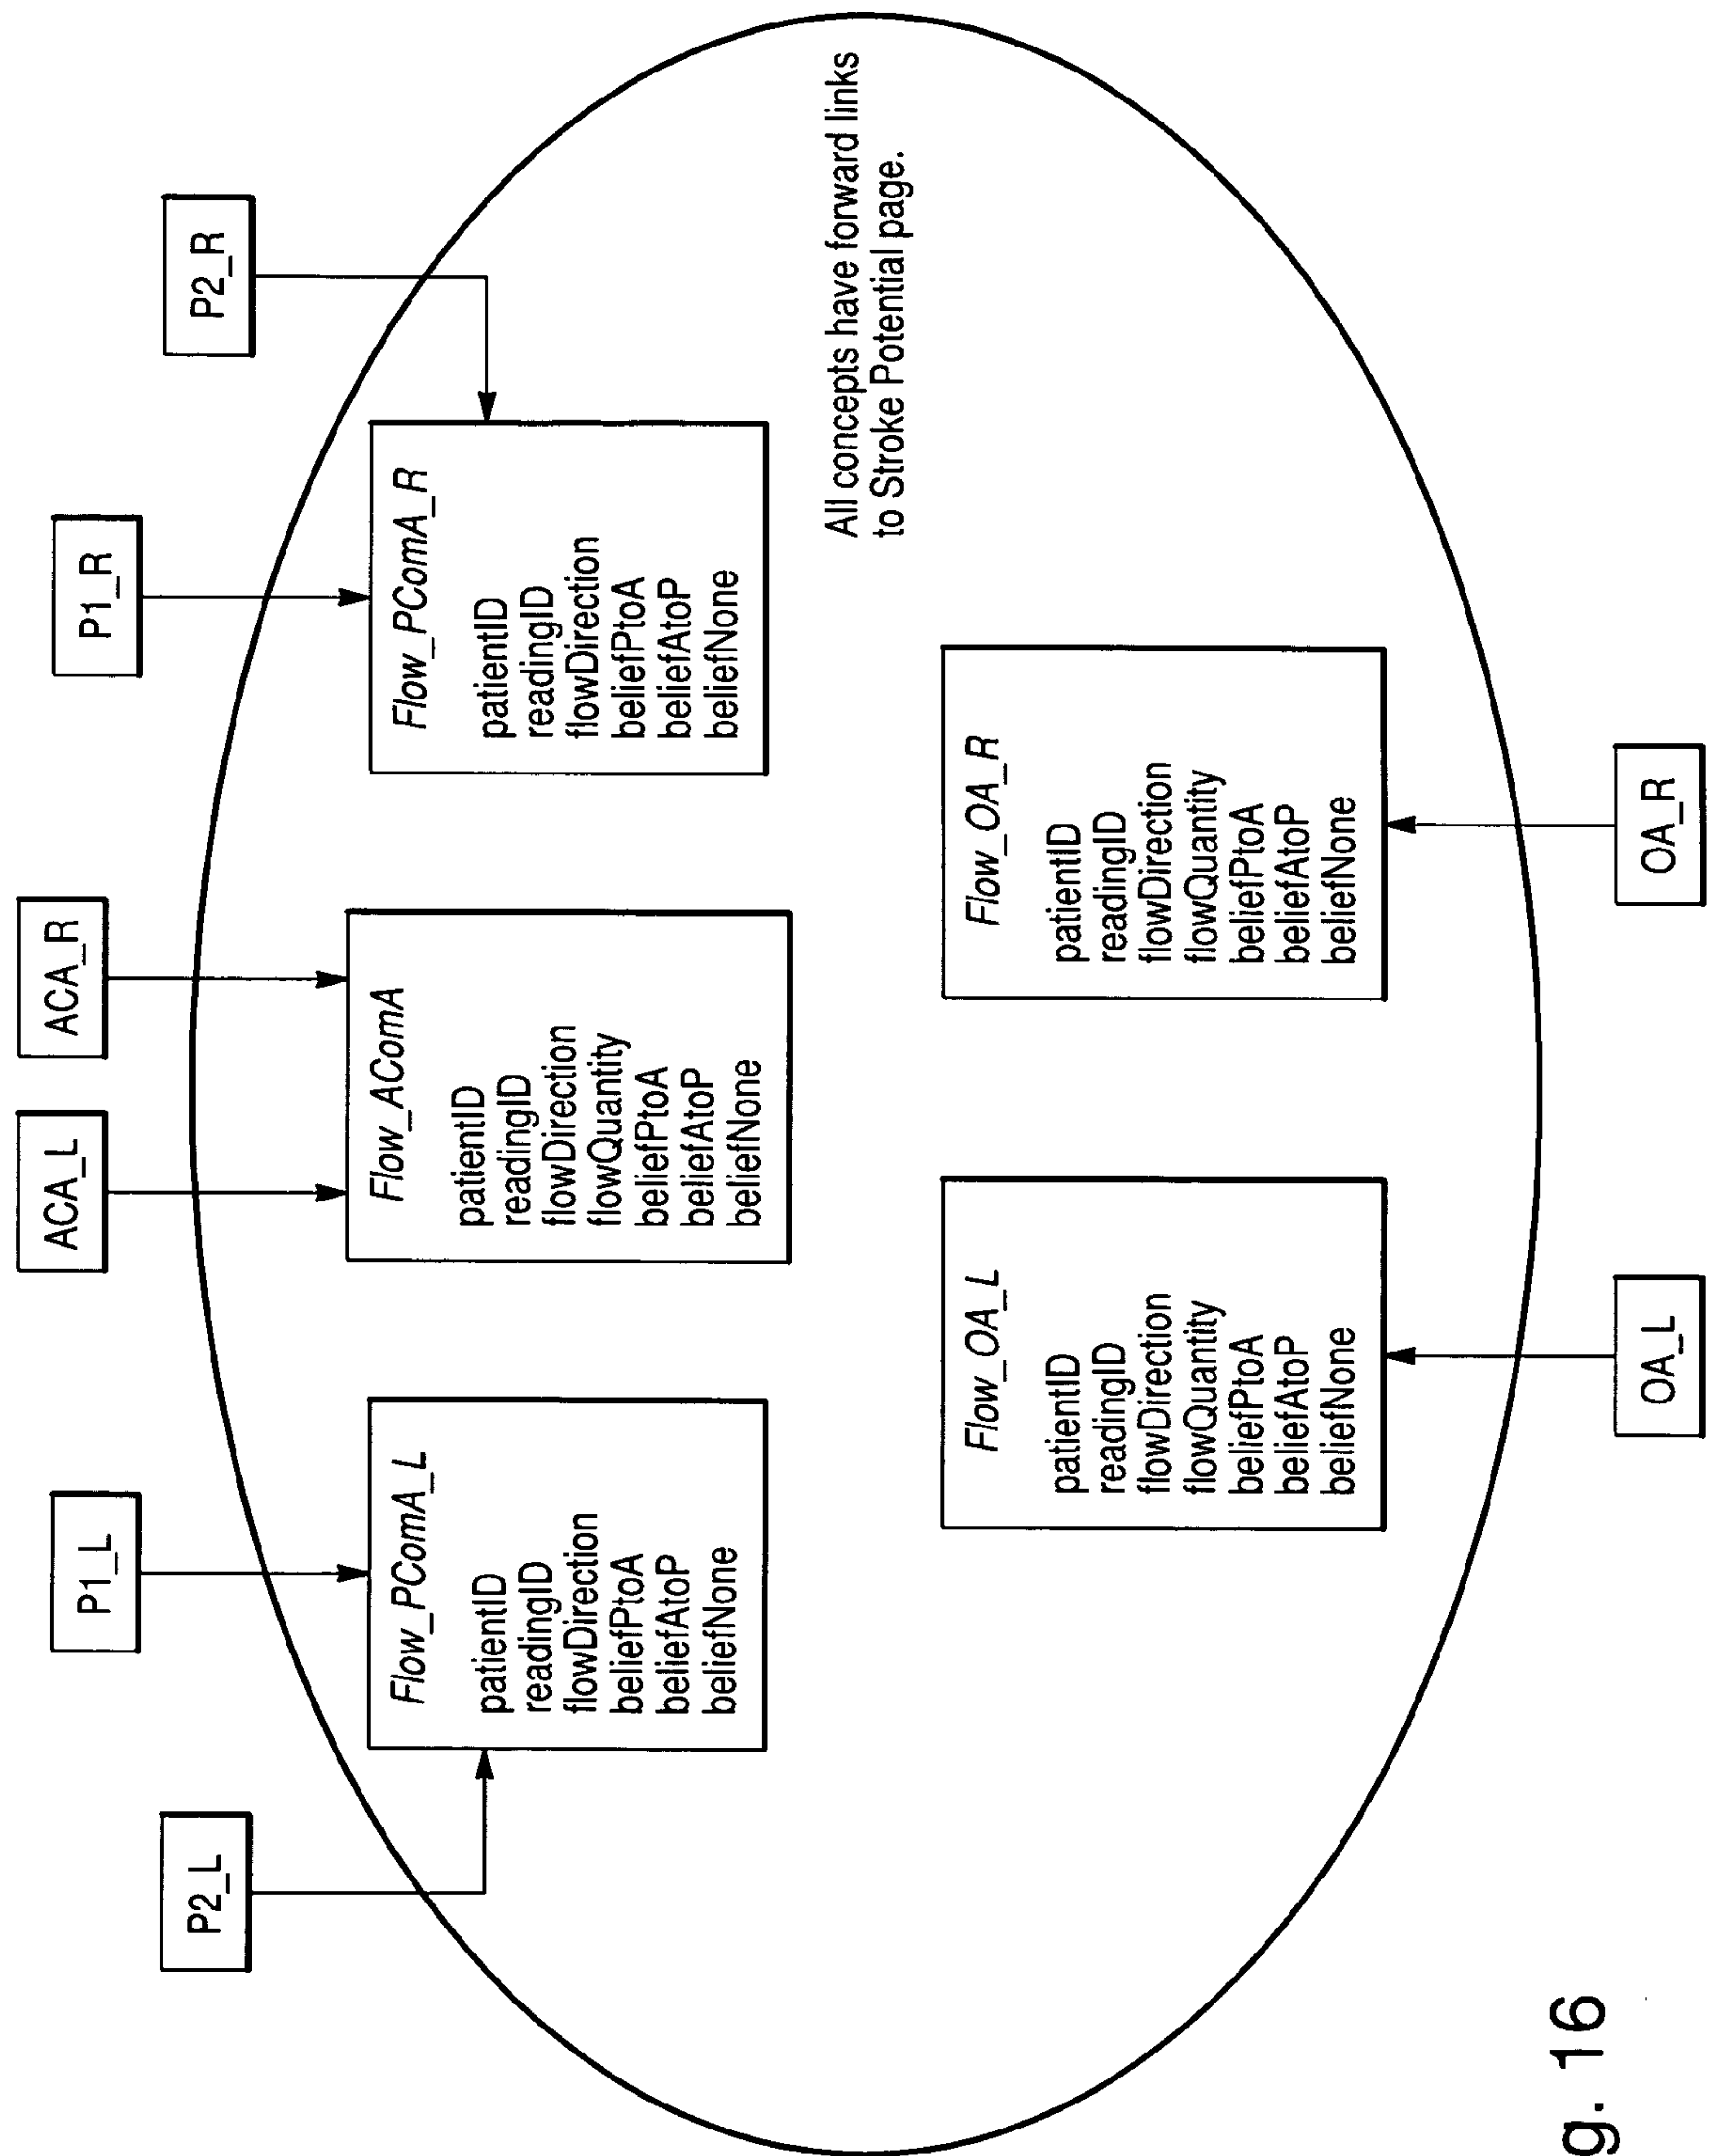 ACA_L
ACA_R
P1_L
P1_R
P2_L
P2_R
Flow_PComA_L
patientID
readingID
flowDirection
beliefPtoA
beliefAtoP
beliefNone
Flow_AComA
patientID
readingID
flowDirection
flowQuantity
beliefPtoA
beliefAtoP
beliefNone
Flow_PComA_R
patientID
readingID
flowDirection
beliefPtoA
beliefAtoP
beliefNone
All concepts have forward links
to Stroke Potential page.
Flow_OA_L
patientID
readingID
flowDirection
flowQuantity
beliefPtoA
beliefAtoP
beliefNone
Flow_OA_R
patientID
readingID
flowDirection
flowQuantity
beliefPtoA
beliefAtoP
beliefNone
OA_L
OA_R
g. 16